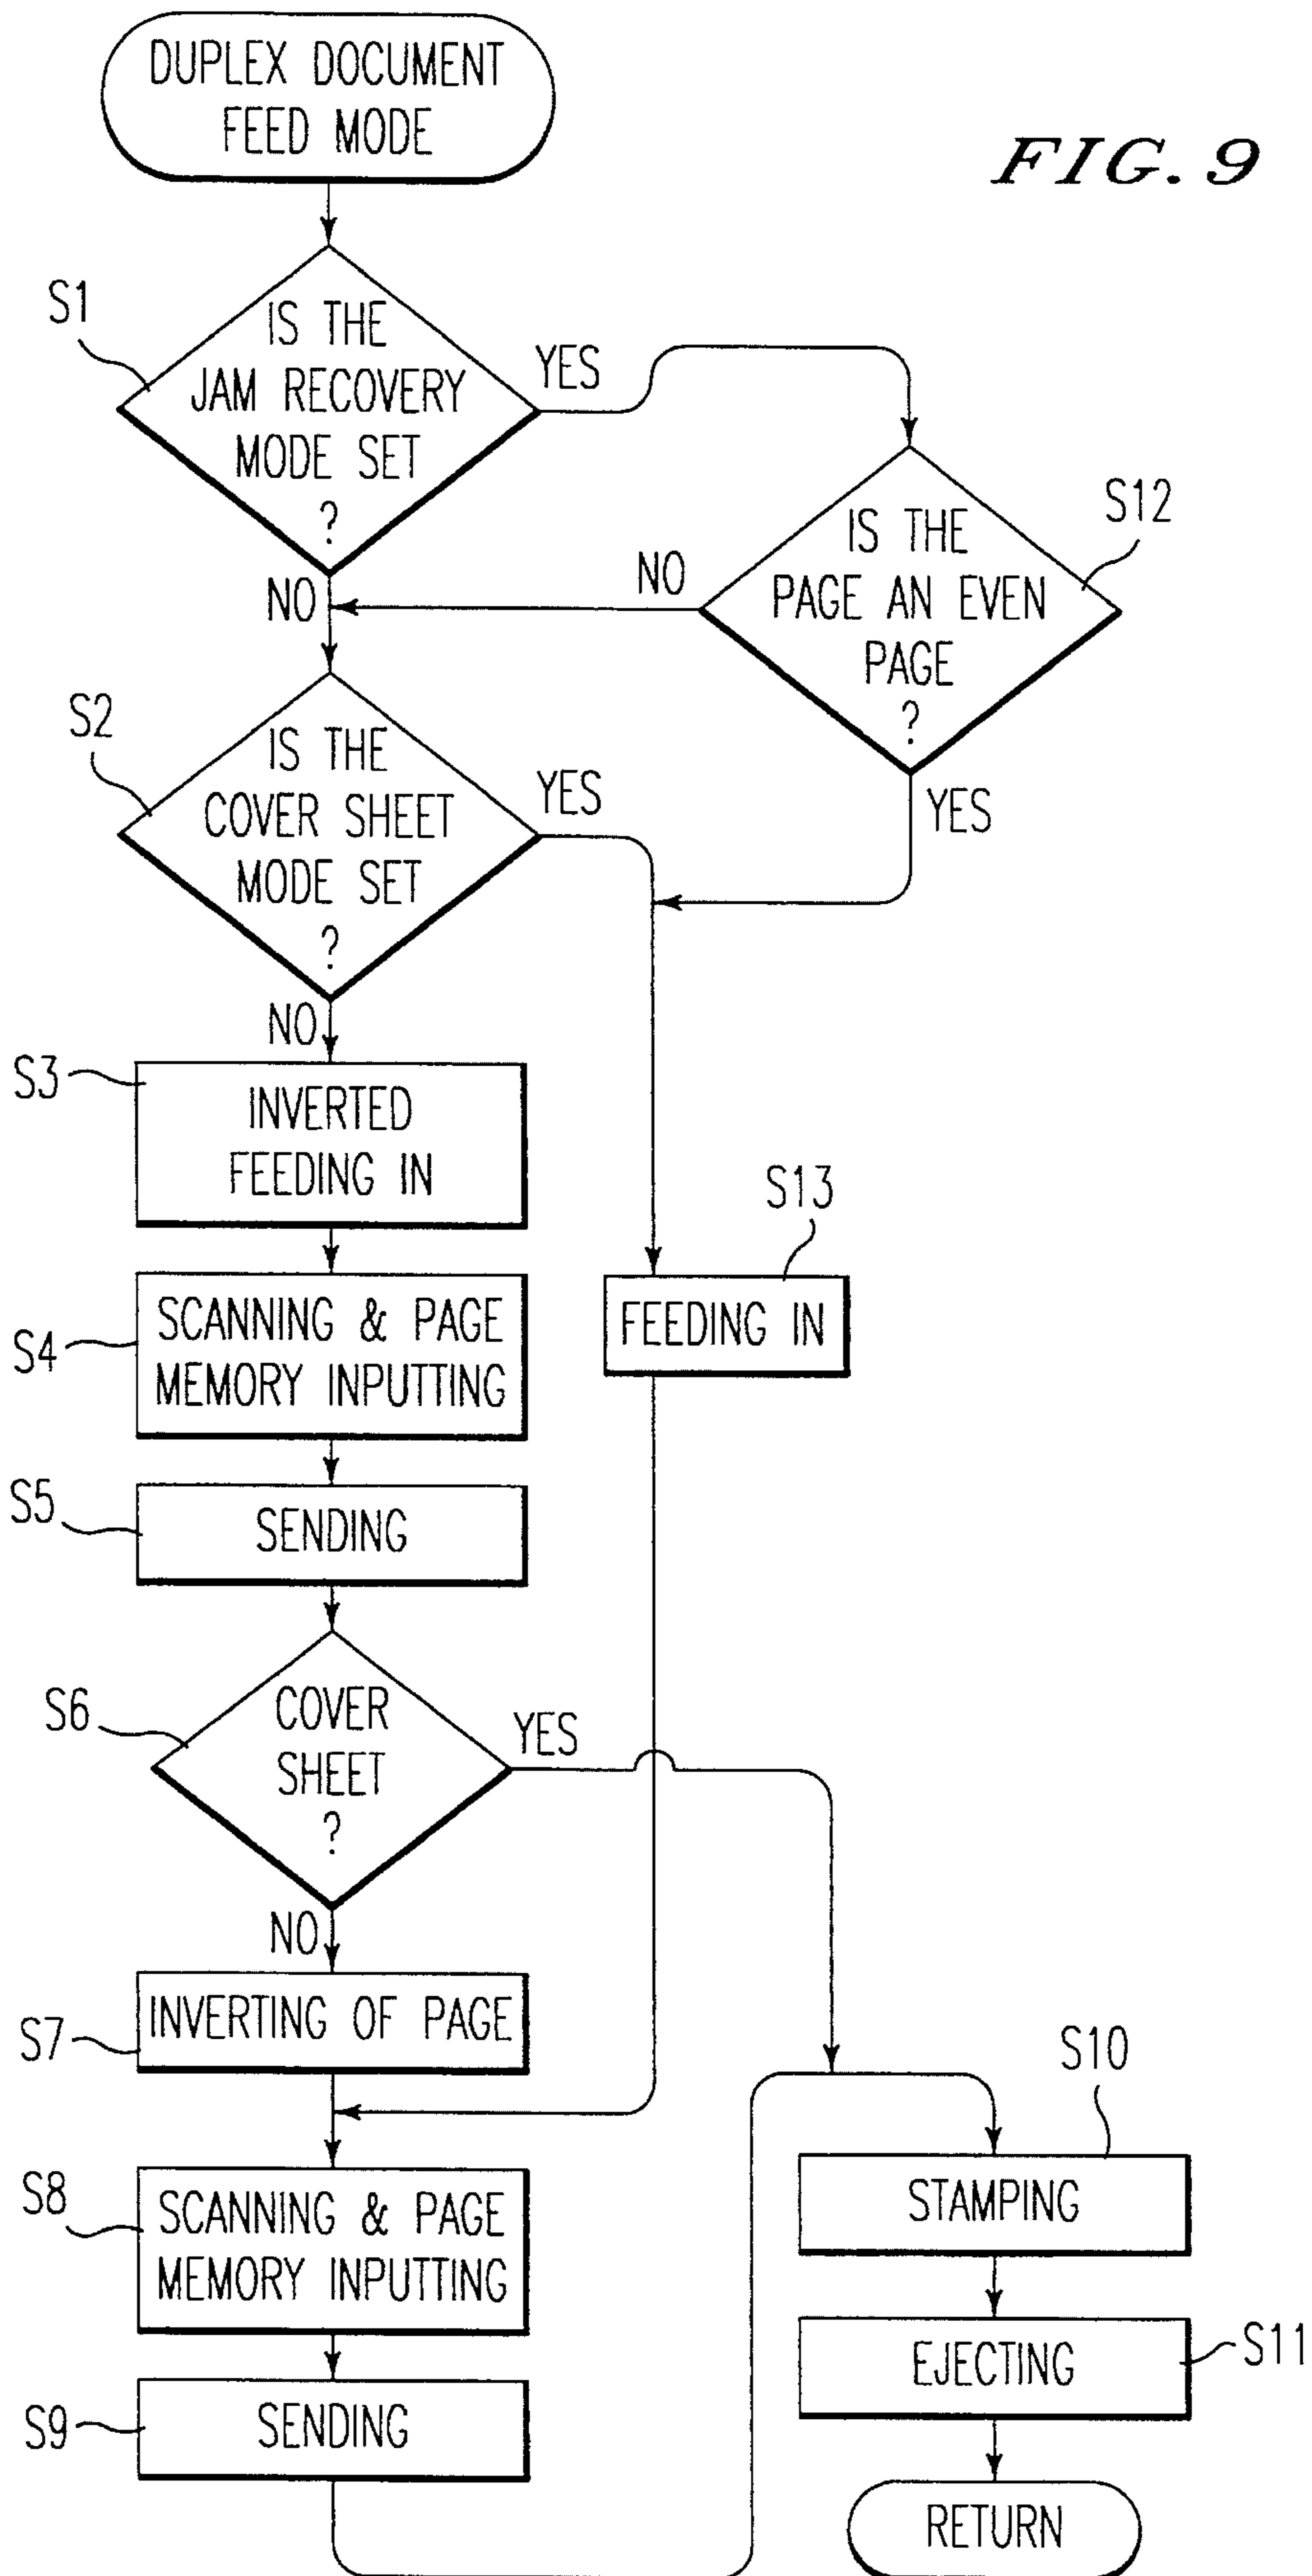 DUPLEX DOCUMENT
FEED MODE
FIG. 9
S1
IS THE
JAM RECOVERY
MODE SET
?
YES
NO
S12
IS THE
PAGE AN EVEN
PAGE
?
NO
YES
S2
IS THE
COVER SHEET
MODE SET
?
YES
NO
S3
INVERTED
FEEDING IN
S13
FEEDING IN
S4
SCANNING & PAGE
MEMORY INPUTTING
S5
SENDING
S6
COVER
SHEET
?
YES
NO
S7
INVERTING OF PAGE
S8
SCANNING & PAGE
MEMORY INPUTTING
S9
SENDING
S10
STAMPING
S11
EJECTING
RETURN